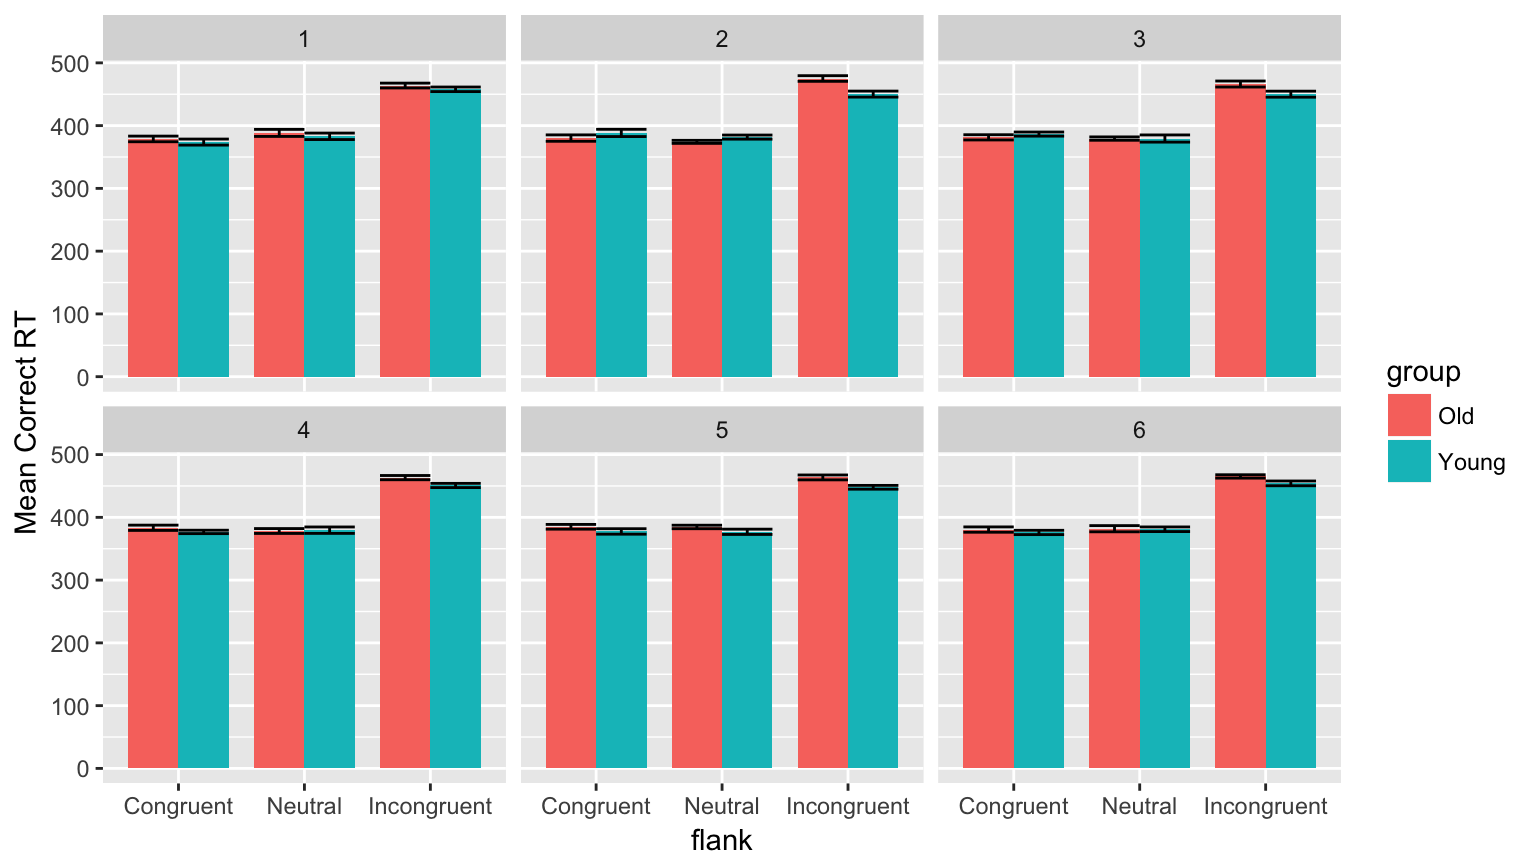 1 2 3
500
400
300
200
100
0
4 5 6
500
400
300
200
100
0
Congruent Neutral Incongruent Congruent Neutral Incongruent Congruent Neutral Incongruent
flank
Mean Correct RT
group
Old
Young